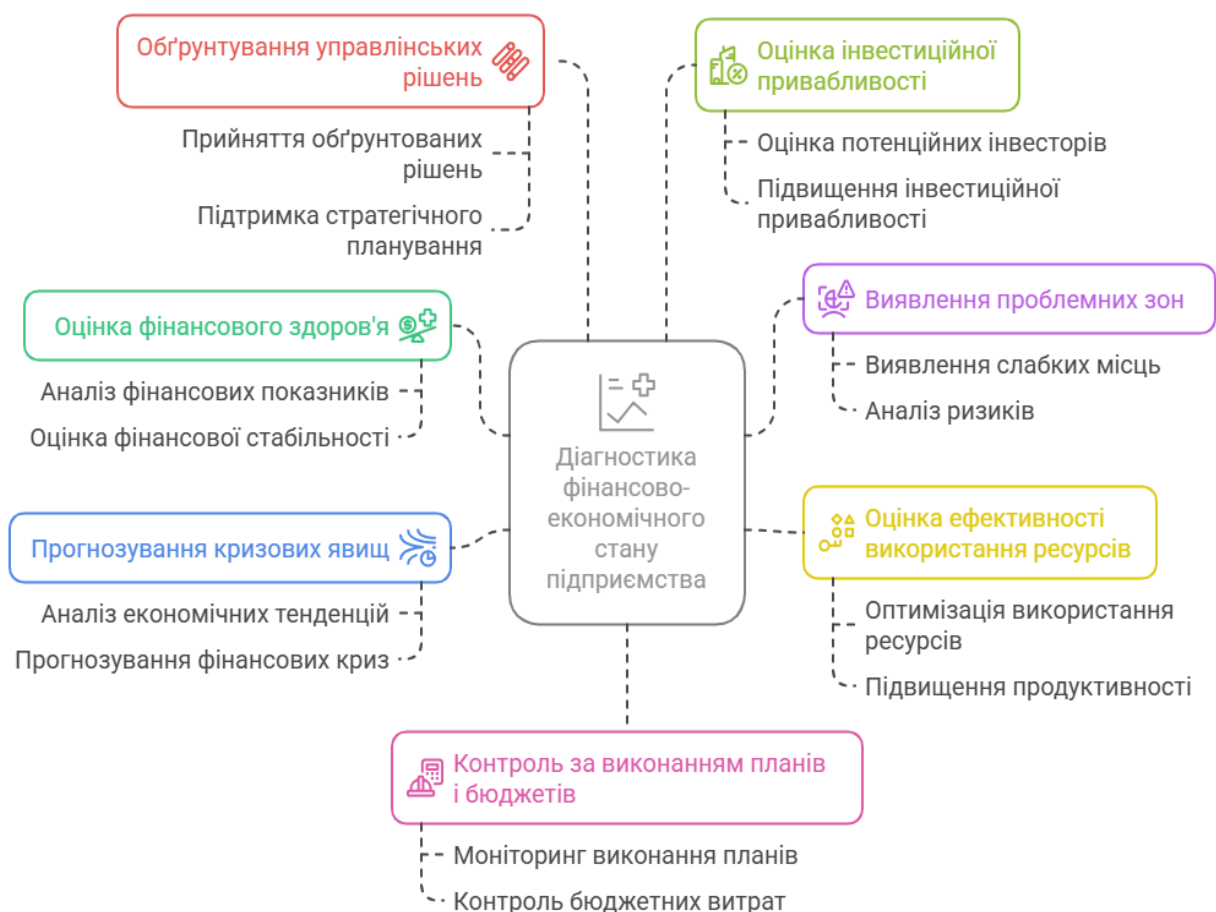 Обґрунтування управлінських
рішень
Прийняття обґрунтованих
рішень
Підтримка стратегічного
планування
Оцінка інвестиційної
привабливості
Оцінка потенційних інвесторів
Підвищення інвестиційної
привабливості
Оцінка фінансового здоров'я
Аналіз фінансових показників
Оцінка фінансової стабільності
Виявлення проблемних зон
Виявлення слабких місць
Аналіз ризиків
Діагностика
фінансово-
економічного
стану
підприємства
Прогнозування кризових явищ
Аналіз економічних тенденцій
Прогнозування фінансових криз
Оцінка ефективності
використання ресурсів
Оптимізація використання
ресурсів
Підвищення продуктивності
Контроль за виконанням планів
і бюджетів
Моніторинг виконання планів
Контроль бюджетних витрат